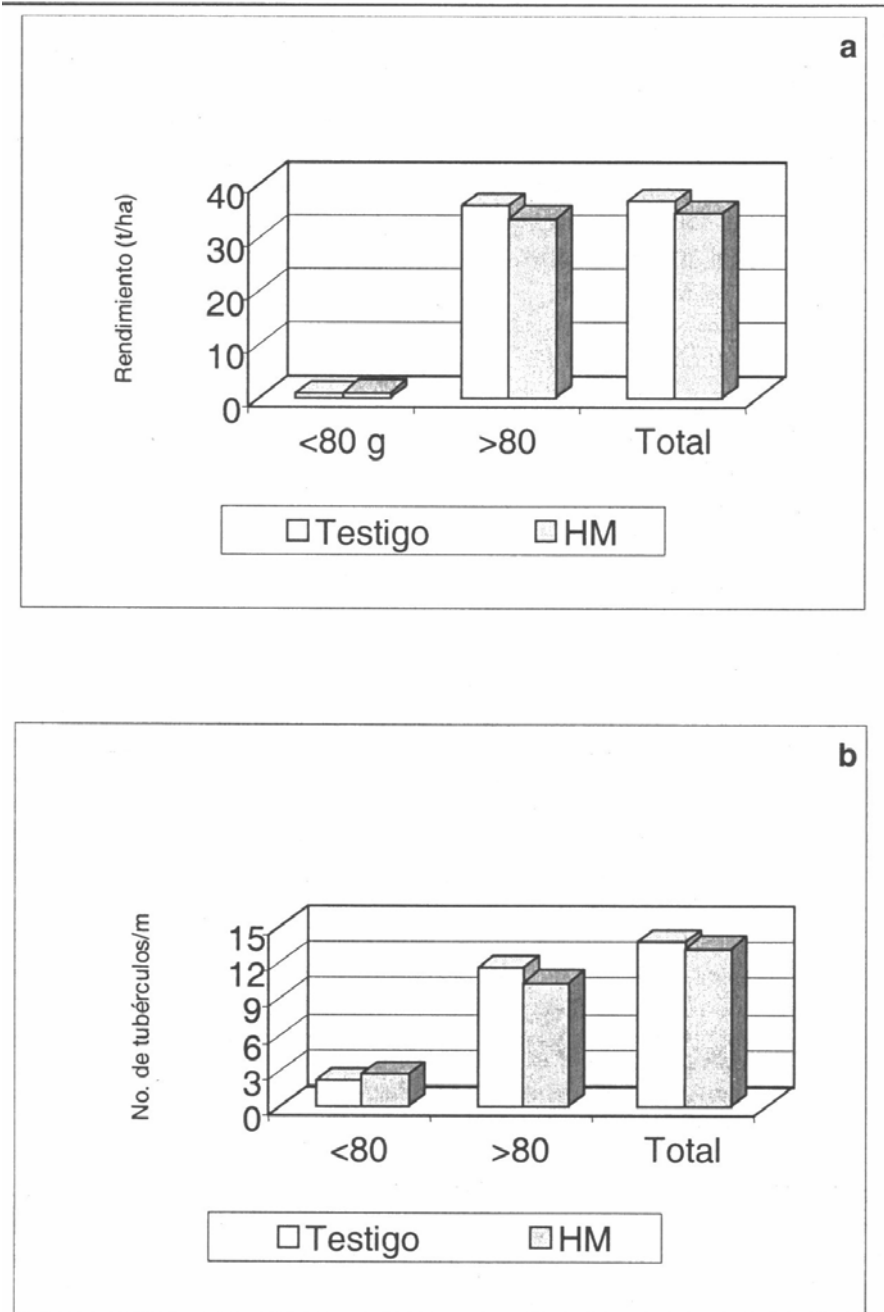 a
Rendimiento (t/ha)
40
30
20
10
0
<80 g >80 Total
Testigo HM
b
No. de tubérculos/m
15
12
9
6
3
0
<80 >80 Total
Testigo HM